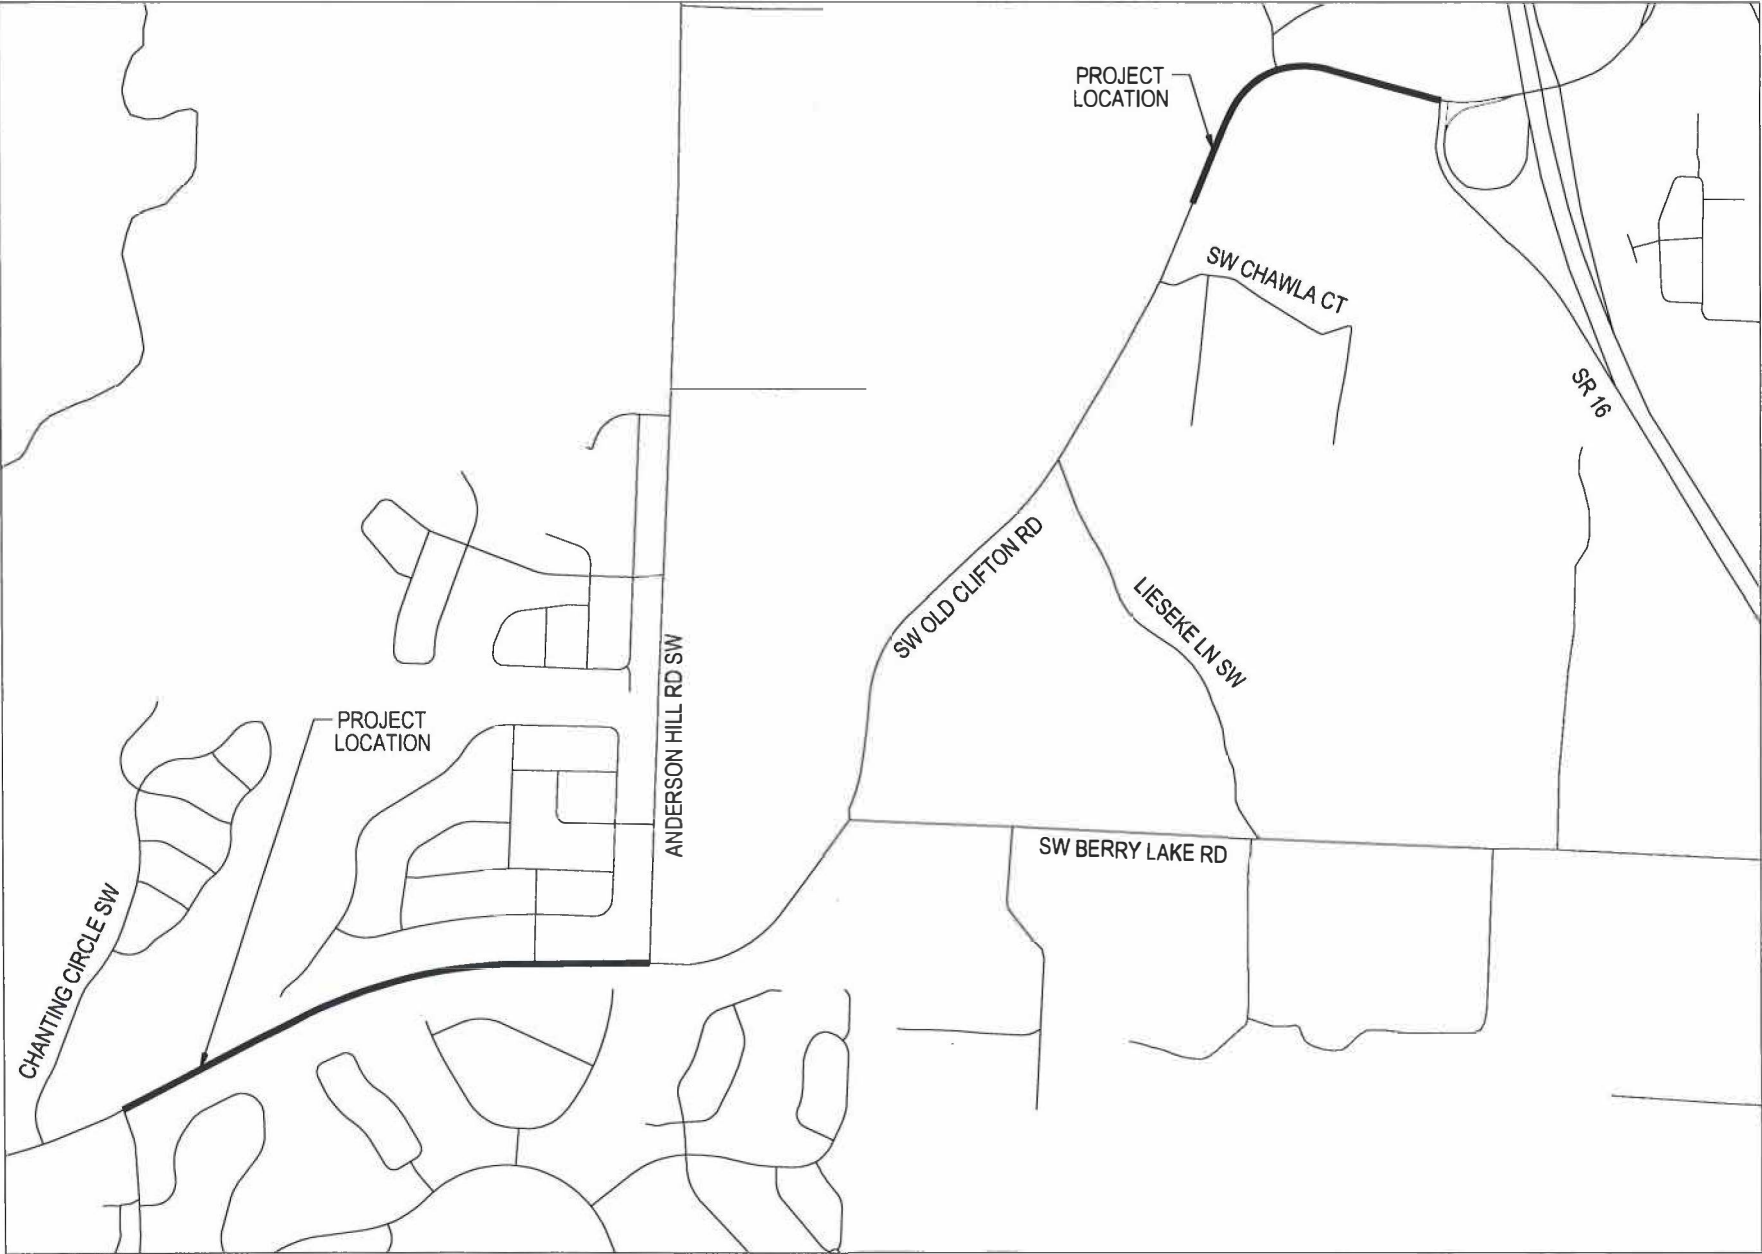 PROJECT
LOCATION
SW CHAWLA CT
SR 16
SW OLD CLIFTON RD
LIESEKE LN SW
ANDERSON HILL RD SW
PROJECT
LOCATION
SW BERRY LAKE RD
CHANTING CIRCLE SW